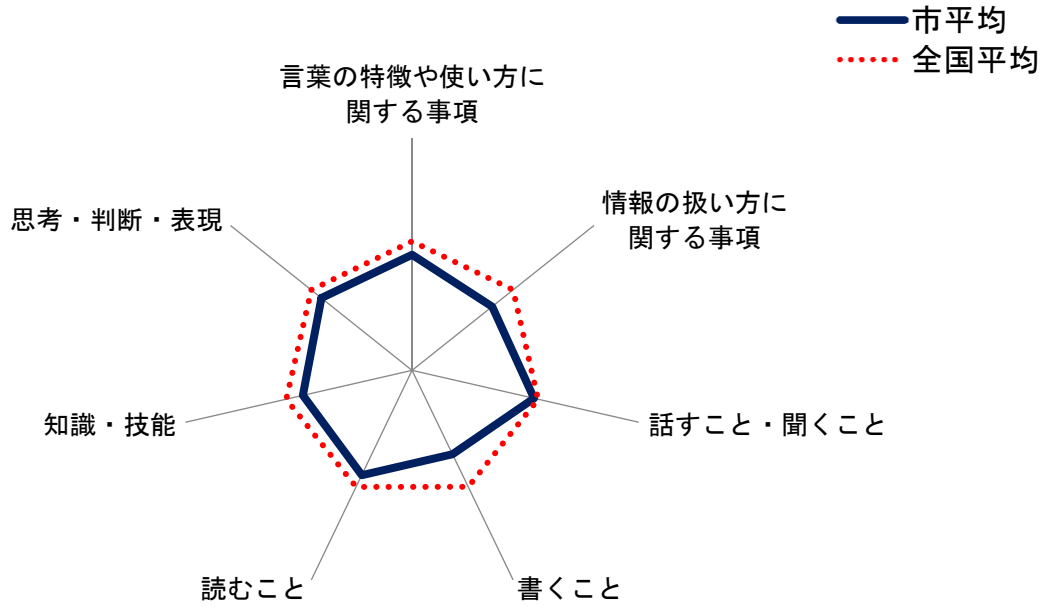 市平均
全国平均
言葉の特徴や使い方に
関する事項
情報の扱い方に
関する事項
話すこと・聞くこと
書くこと
読むこと
知識・技能
思考・判断・表現